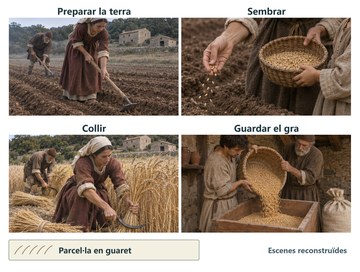 Preparar la terra
Sembrar
Collir
Guardar el gra
Parcel·la en guaret
Escenes reconstruïdes